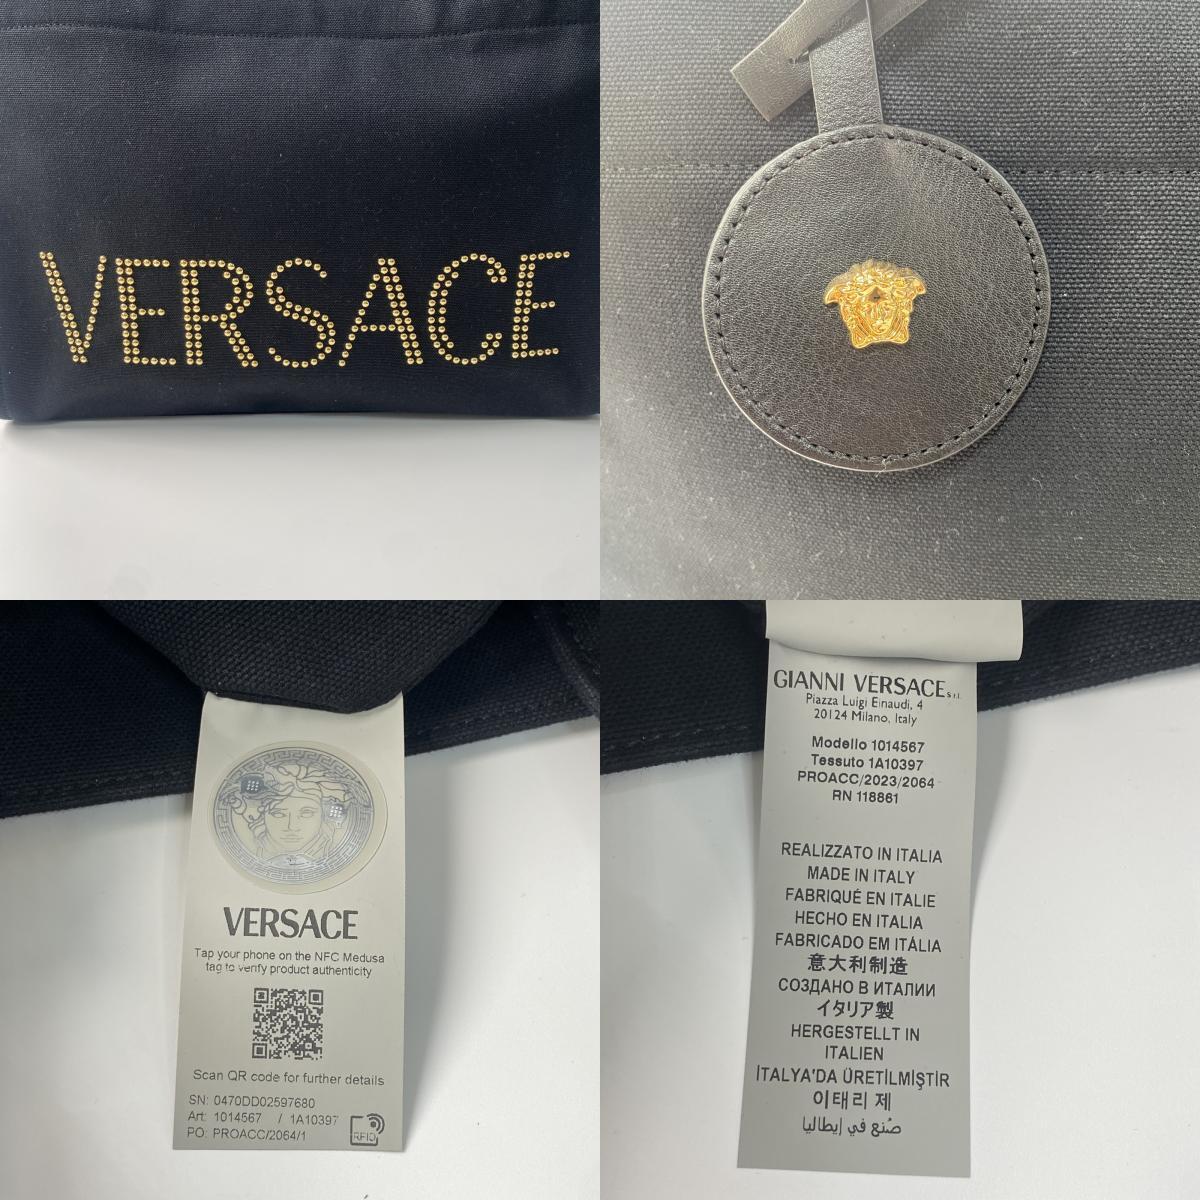 VERSACE
VERSACE
Tap your phone on the NFC Medusa
tag to verify product authenticity
Scan QR code for further details
SN: 0470DD02597680
Art: 1014567 / 1A10397
PO: PROACC/2064/1
RFID
GIANNI VERSACE s.r.l.
Piazza Luigi Einaudi, 4
20124 Milano, Italy
Modello 1014567
Tessuto 1A10397
PROACC/2023/2064
RN 118861
REALIZZATO IN ITALIA
MADE IN ITALY
FABRIQUÉ EN ITALIE
HECHO EN ITALIA
FABRICADO EM ITÁLIA
意大利制造
СОЗДАНО В ИТАЛИИ
イタリア製
HERGESTELLT IN
ITALIEN
İTALYA'DA ÜRETİLMİŞTİR
이태리 제
صُنع في إيطاليا